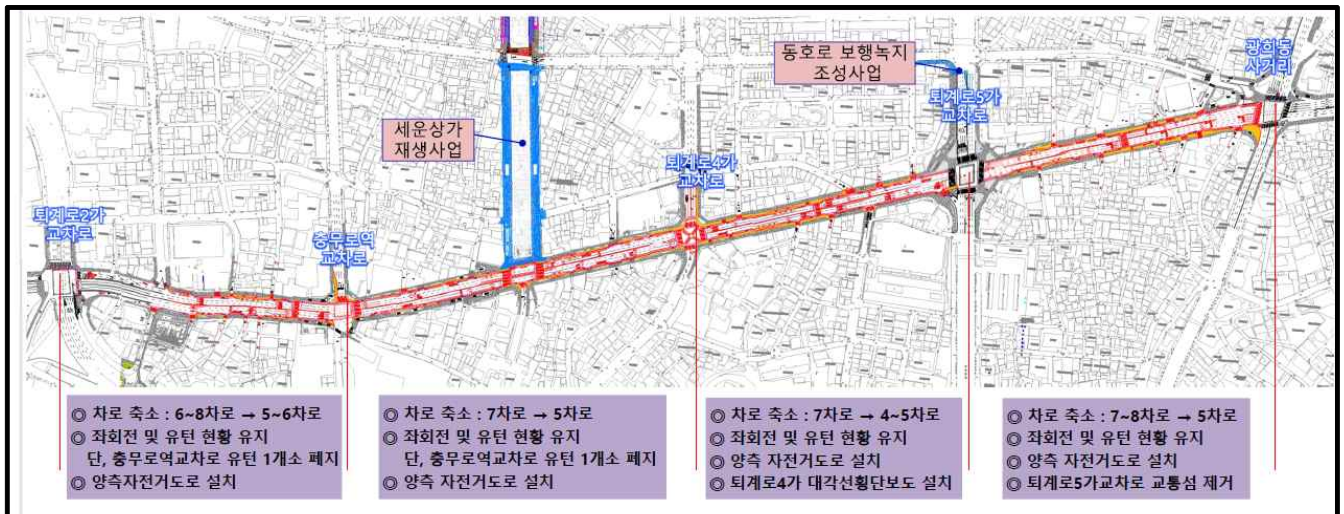 동호로 보행녹지
조성사업
광희동
사거리
퇴계로5가
교차로
세운상가
재생사업
퇴계로4가
교차로
퇴계로2가
교차로
충무로역
교차로
◎ 차로 축소 : 6~8차로 → 5~6차로
◎ 좌회전 및 유턴 현황 유지
단, 충무로역교차로 유턴 1개소 폐지
◎ 양측자전거도로 설치
◎ 차로 축소 : 7차로 → 5차로
◎ 좌회전 및 유턴 현황 유지
단, 충무로역교차로 유턴 1개소 폐지
◎ 양측 자전거도로 설치
◎ 차로 축소 : 7차로 → 4~5차로
◎ 좌회전 및 유턴 현황 유지
◎ 양측 자전거도로 설치
◎ 퇴계로4가 대각선횡단보도 설치
◎ 차로 축소 : 7~8차로 → 5차로
◎ 좌회전 및 유턴 현황 유지
◎ 양측 자전거도로 설치
◎ 퇴계로5가교차로 교통섬 제거